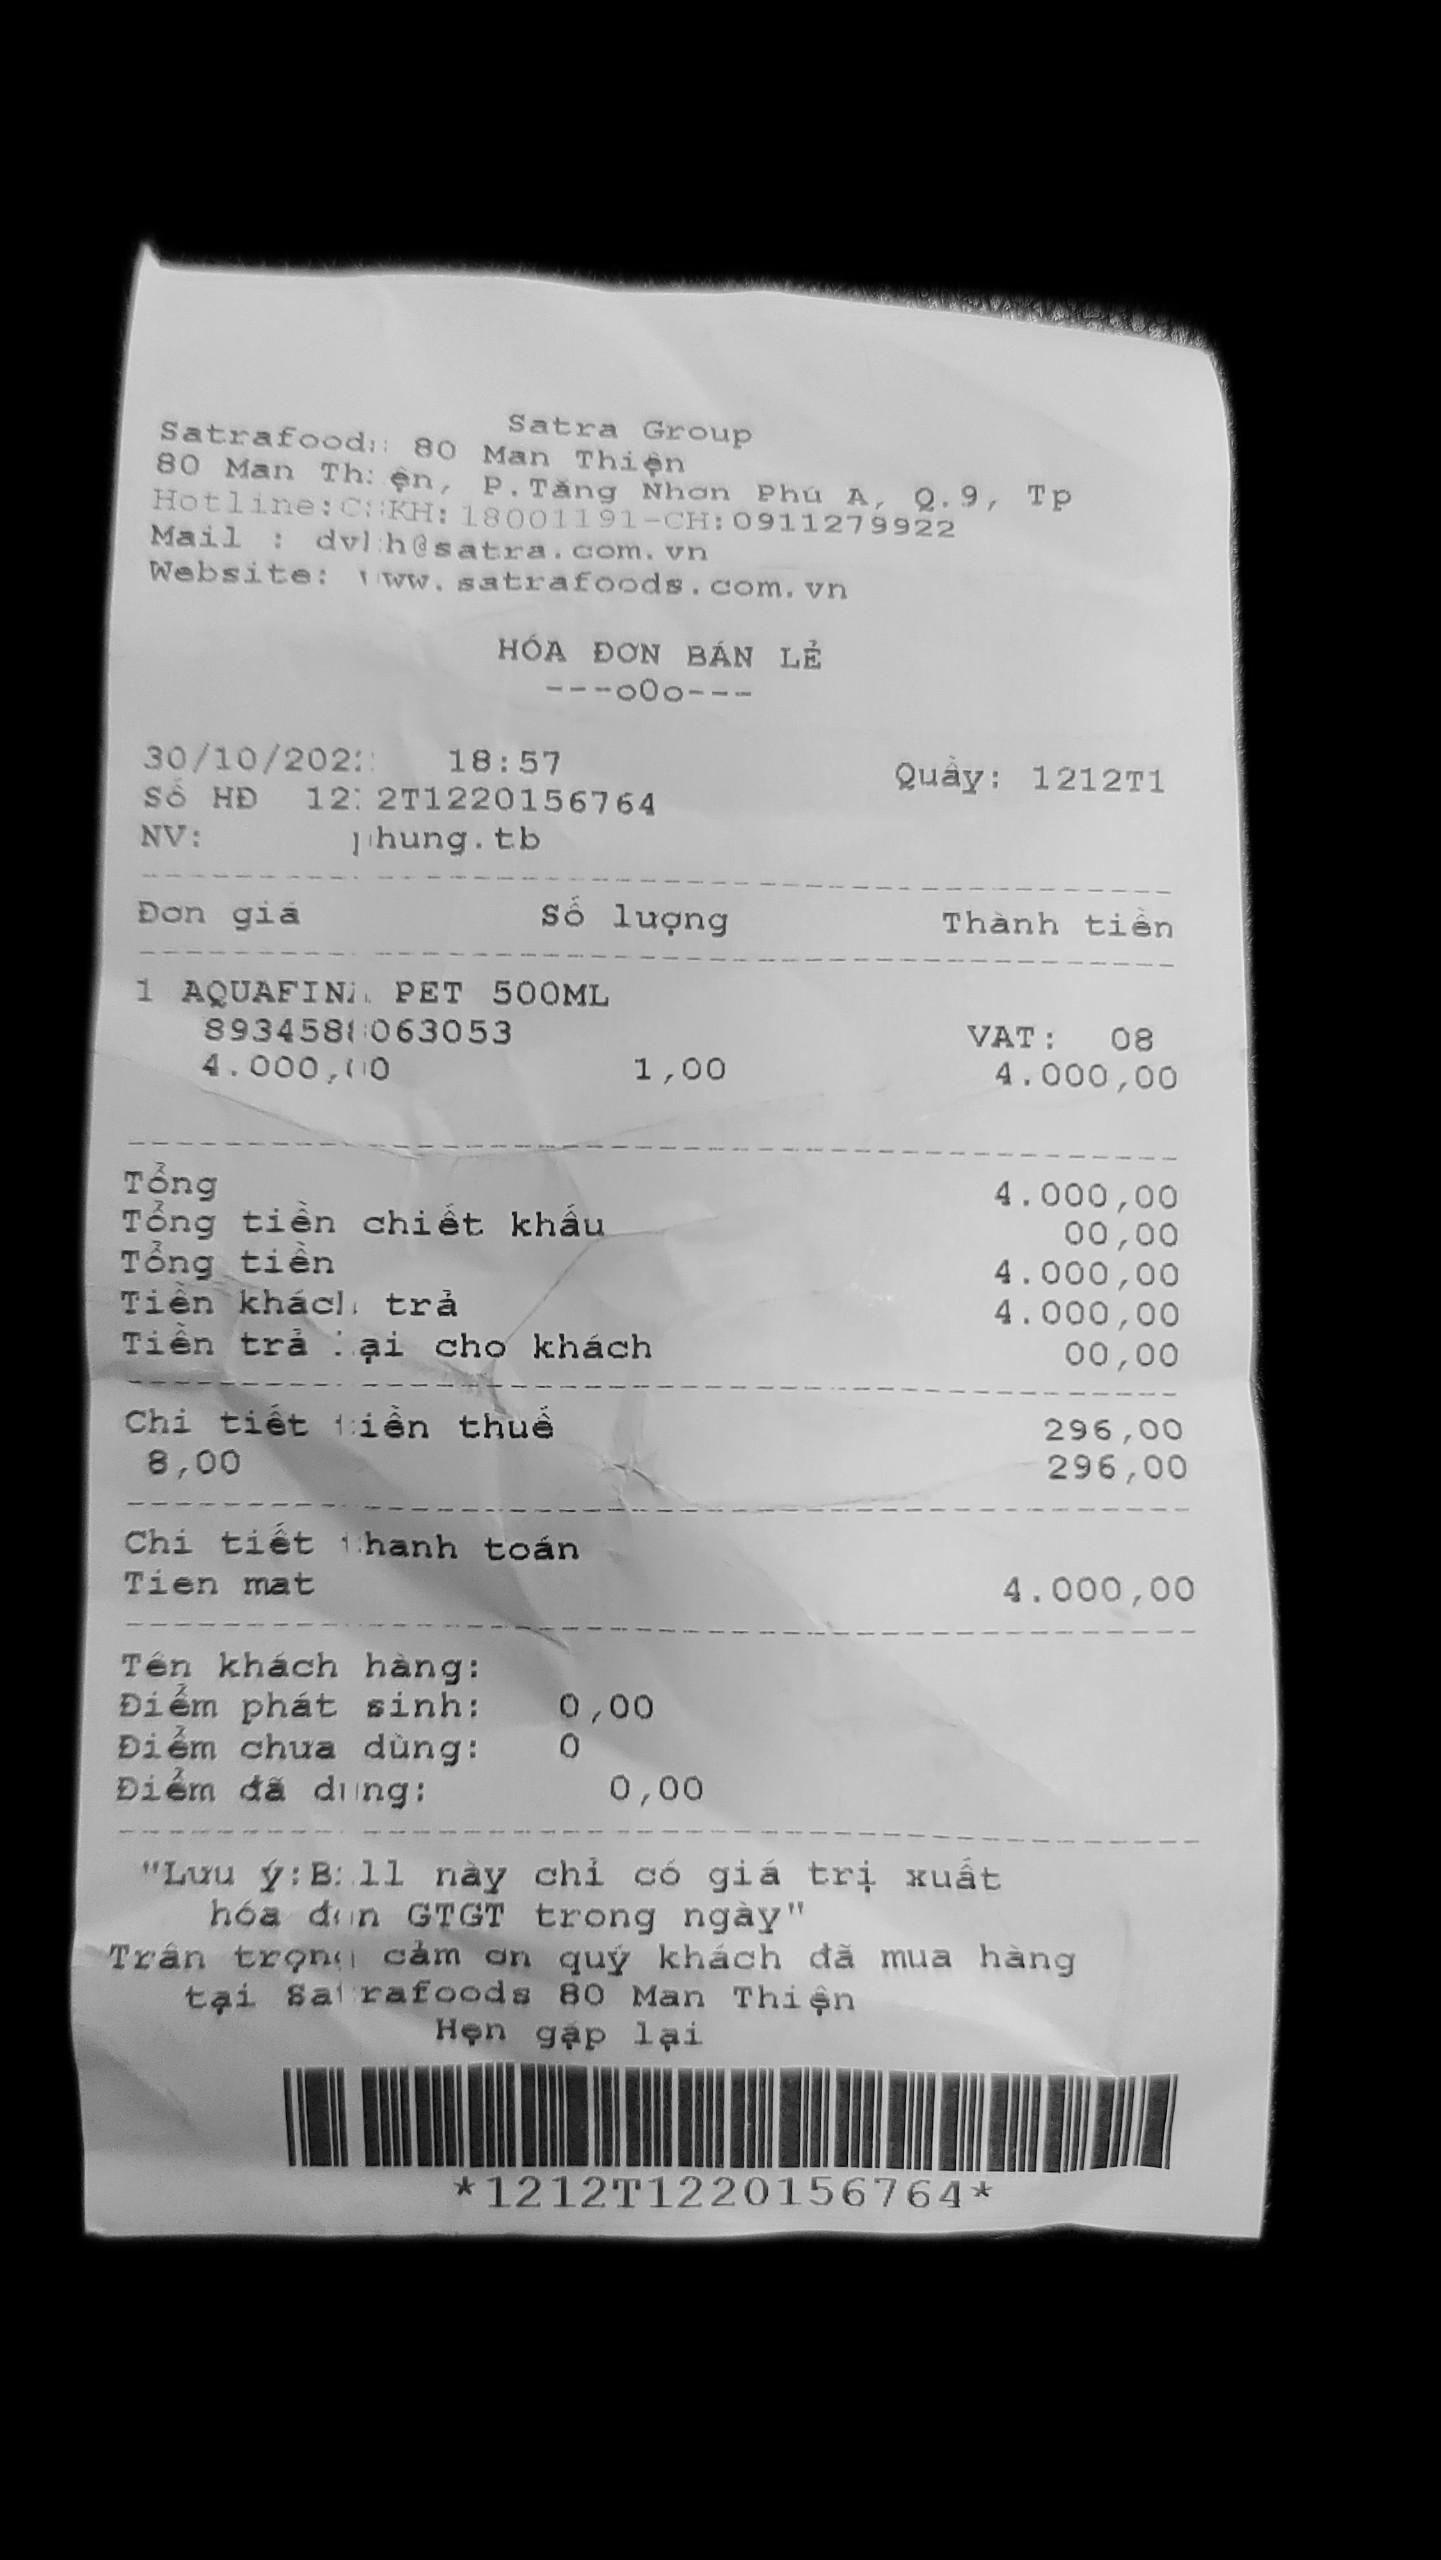 Satra Group
Satrafoods 80 Man Thiện
80 Man Thiện, P.Tăng Nhơn Phú A, Q.9, Tp
Hotline:CSKH:18001191-CH:0911279922
Mail : dvkh@satra.com.vn
Website: www.satrafoods.com.vn
HÓA ĐƠN BÁN LẺ
---oOo---
18:57 Quầy: 1212T1
Số HĐ 1212T1220156764
NV: phung.tb
Đơn giá Số lượng Thành tiền
1 AQUAFINA PET 500ML
8934588063053 VAT: 08
4.000,00 1,00 4.000,00
Tổng 4.000,00
Tổng tiền chiết khấu 00,00
Tổng tiền 4.000,00
Tiền khách trả 4.000,00
Tiền trả lại cho khách 00,00
Chi tiết tiền thuế 296,00
8,00 296,00
Chi tiết thanh toán
Tien mat 4.000,00
Tên khách hàng:
Điểm phát sinh: 0,00
Điểm chưa dùng: 0
Điểm đã dùng: 0,00
"Lưu ý:Bill này chỉ có giá trị xuất
hóa đơn GTGT trong ngày"
Trân trọng cảm ơn quý khách đã mua hàng
tại Satrafoods 80 Man Thiện
Hẹn gặp lại
*1212T1220156764*